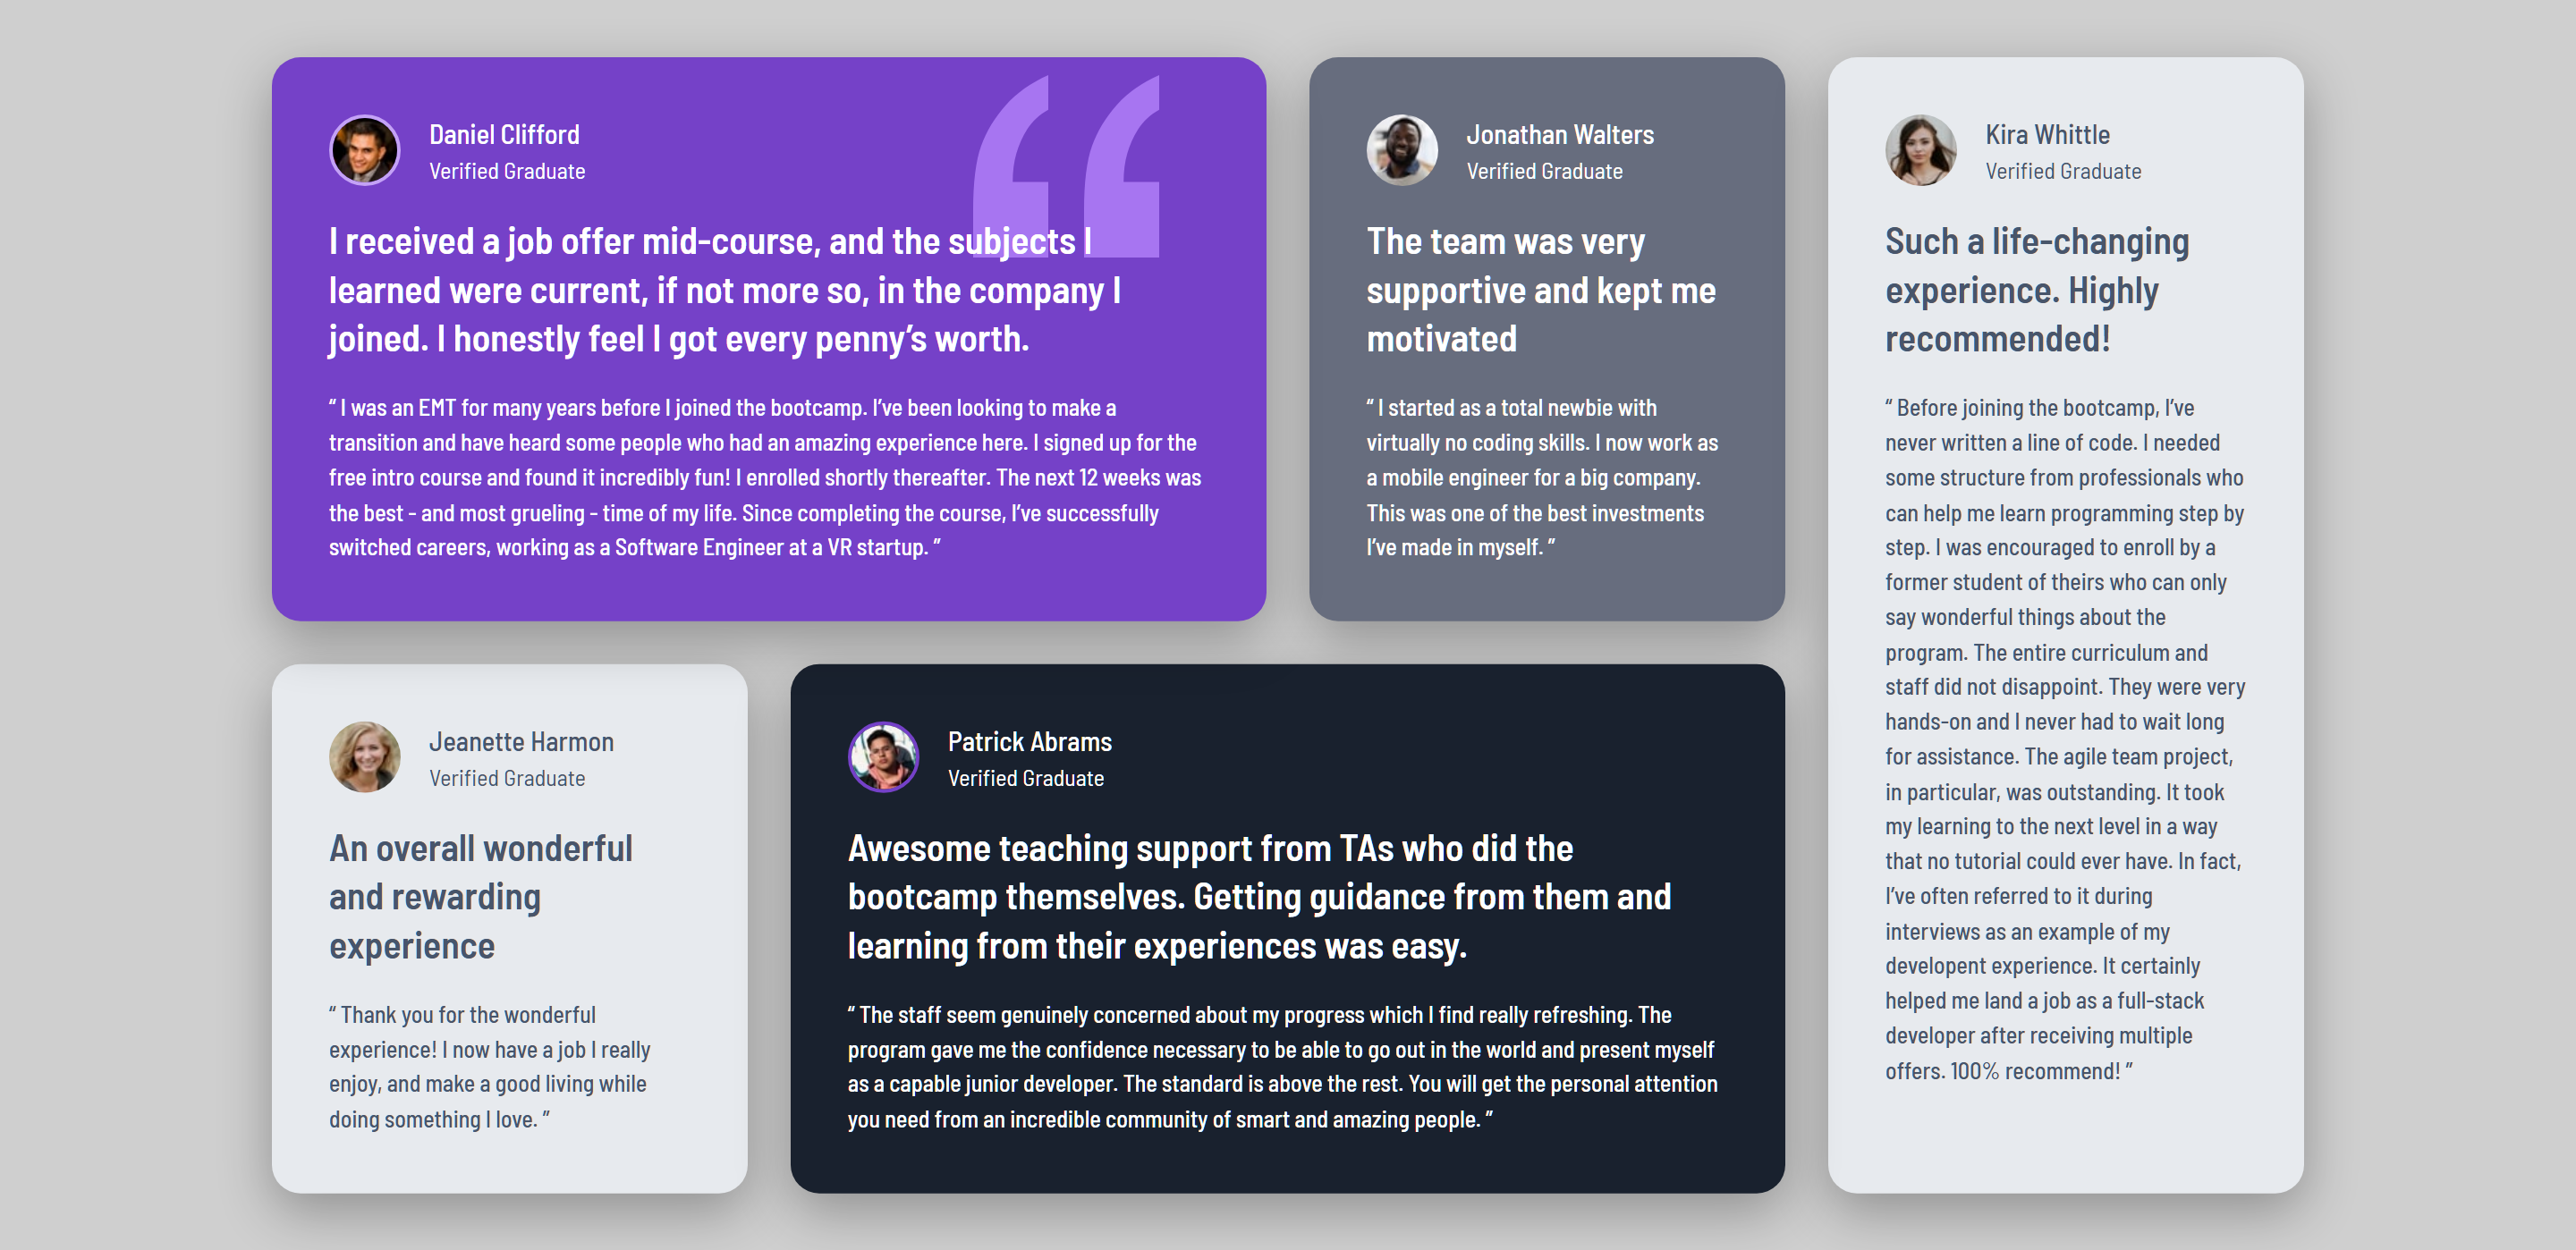 Daniel Clifford
Verified Graduate
I received a job offer mid-course, and the subjects I
learned were current, if not more so, in the company I
joined. I honestly feel I got every penny’s worth.
“ I was an EMT for many years before I joined the bootcamp. I’ve been looking to make a
transition and have heard some people who had an amazing experience here. I signed up for the
free intro course and found it incredibly fun! I enrolled shortly thereafter. The next 12 weeks was
the best - and most grueling - time of my life. Since completing the course, I’ve successfully
switched careers, working as a Software Engineer at a VR startup. ”
Jonathan Walters
Verified Graduate
The team was very
supportive and kept me
motivated
“ I started as a total newbie with
virtually no coding skills. I now work as
a mobile engineer for a big company.
This was one of the best investments
I’ve made in myself. ”
Kira Whittle
Verified Graduate
Such a life-changing
experience. Highly
recommended!
“ Before joining the bootcamp, I’ve
never written a line of code. I needed
some structure from professionals who
can help me learn programming step by
step. I was encouraged to enroll by a
former student of theirs who can only
say wonderful things about the
program. The entire curriculum and
staff did not disappoint. They were very
hands-on and I never had to wait long
for assistance. The agile team project,
in particular, was outstanding. It took
my learning to the next level in a way
that no tutorial could ever have. In fact,
I’ve often referred to it during
interviews as an example of my
developent experience. It certainly
helped me land a job as a full-stack
developer after receiving multiple
offers. 100% recommend! ”
Jeanette Harmon
Verified Graduate
An overall wonderful
and rewarding
experience
“ Thank you for the wonderful
experience! I now have a job I really
enjoy, and make a good living while
doing something I love. ”
Patrick Abrams
Verified Graduate
Awesome teaching support from TAs who did the
bootcamp themselves. Getting guidance from them and
learning from their experiences was easy.
“ The staff seem genuinely concerned about my progress which I find really refreshing. The
program gave me the confidence necessary to be able to go out in the world and present myself
as a capable junior developer. The standard is above the rest. You will get the personal attention
you need from an incredible community of smart and amazing people. ”